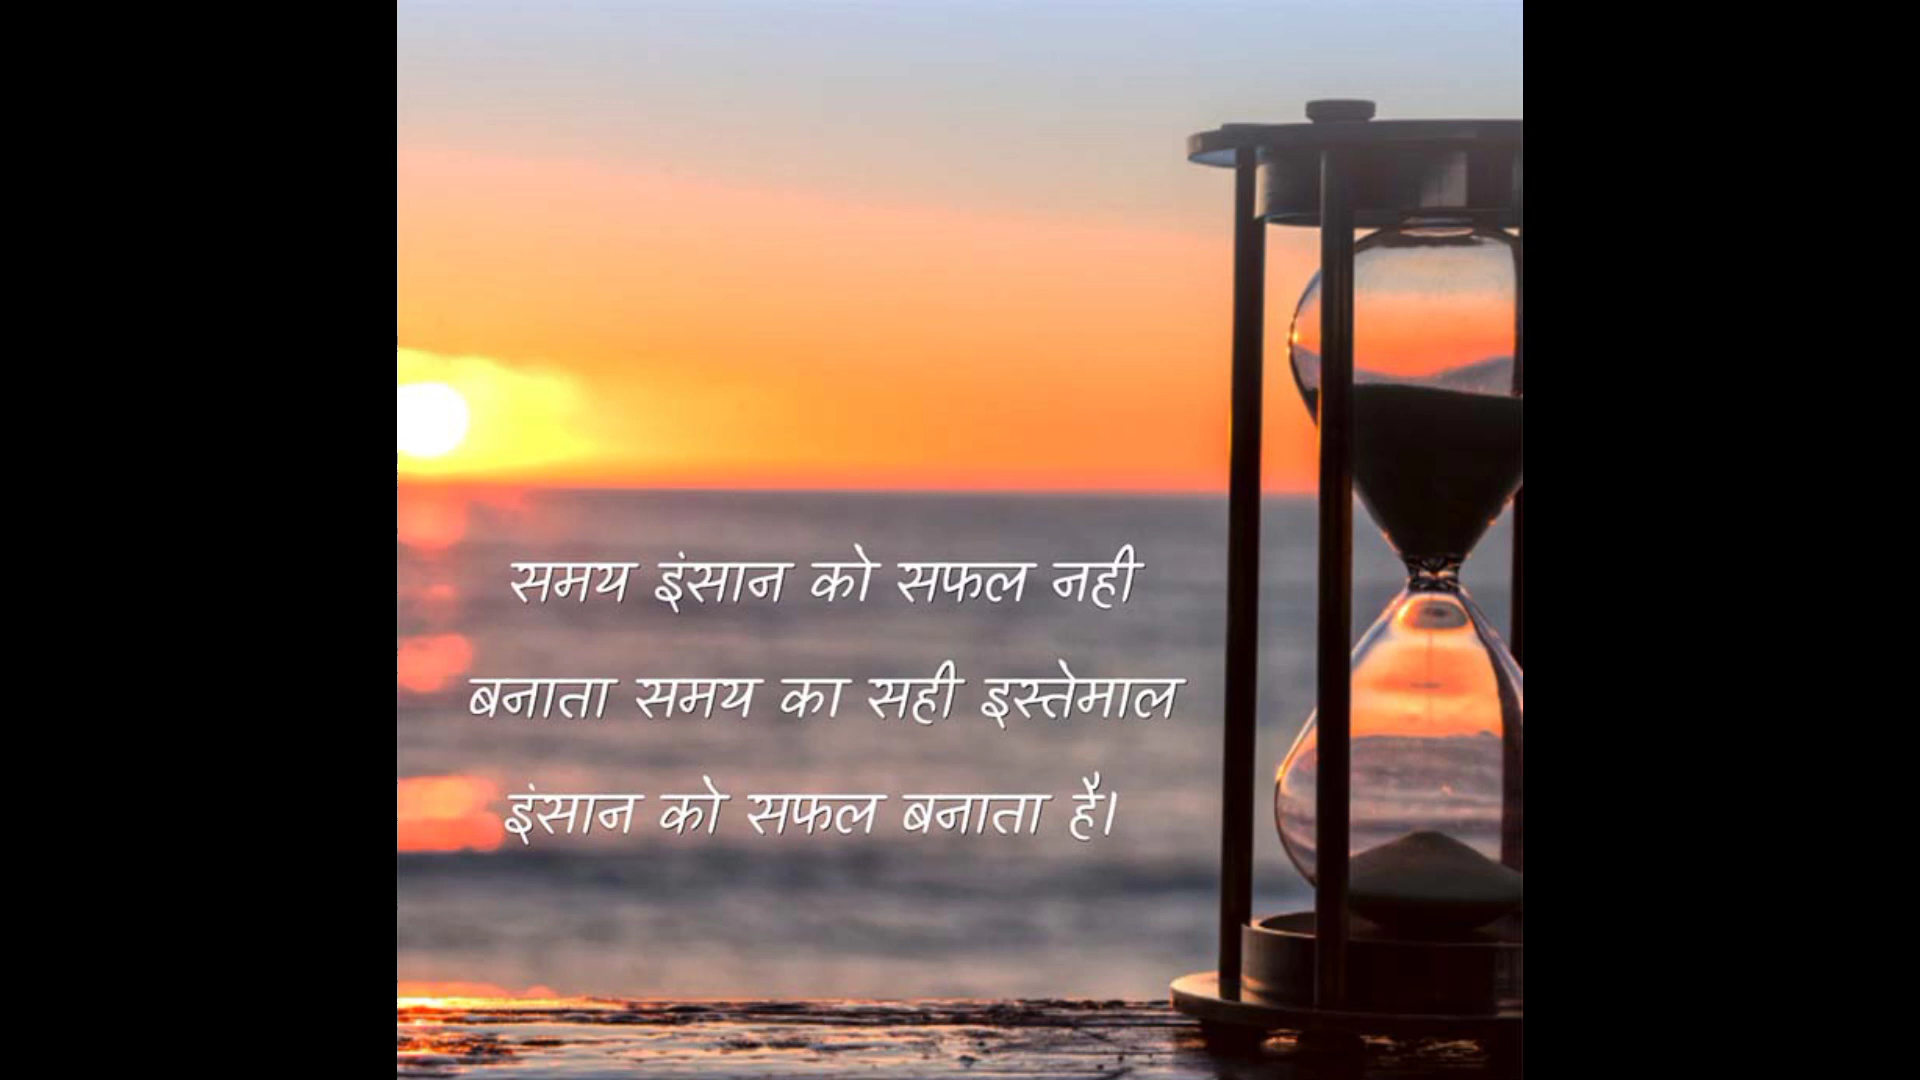 समय इंसान को सफल नही
बनाता समय का सही इस्तेमाल
इंसान को सफल बनाता है।